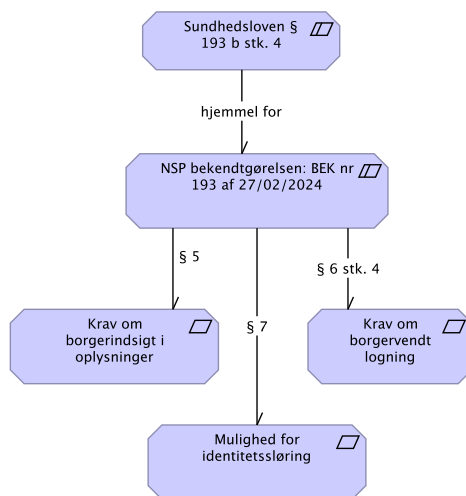 Sundhedsloven §
193 b stk. 4
hjemmel for
NSP bekendtgørelsen: BEK nr
193 af 27/02/2024
§ 5
§ 6 stk. 4
§ 7
Krav om
borgerindsigt i
oplysninger
Krav om
borgervendt
logning
Mulighed for
identitetssløring